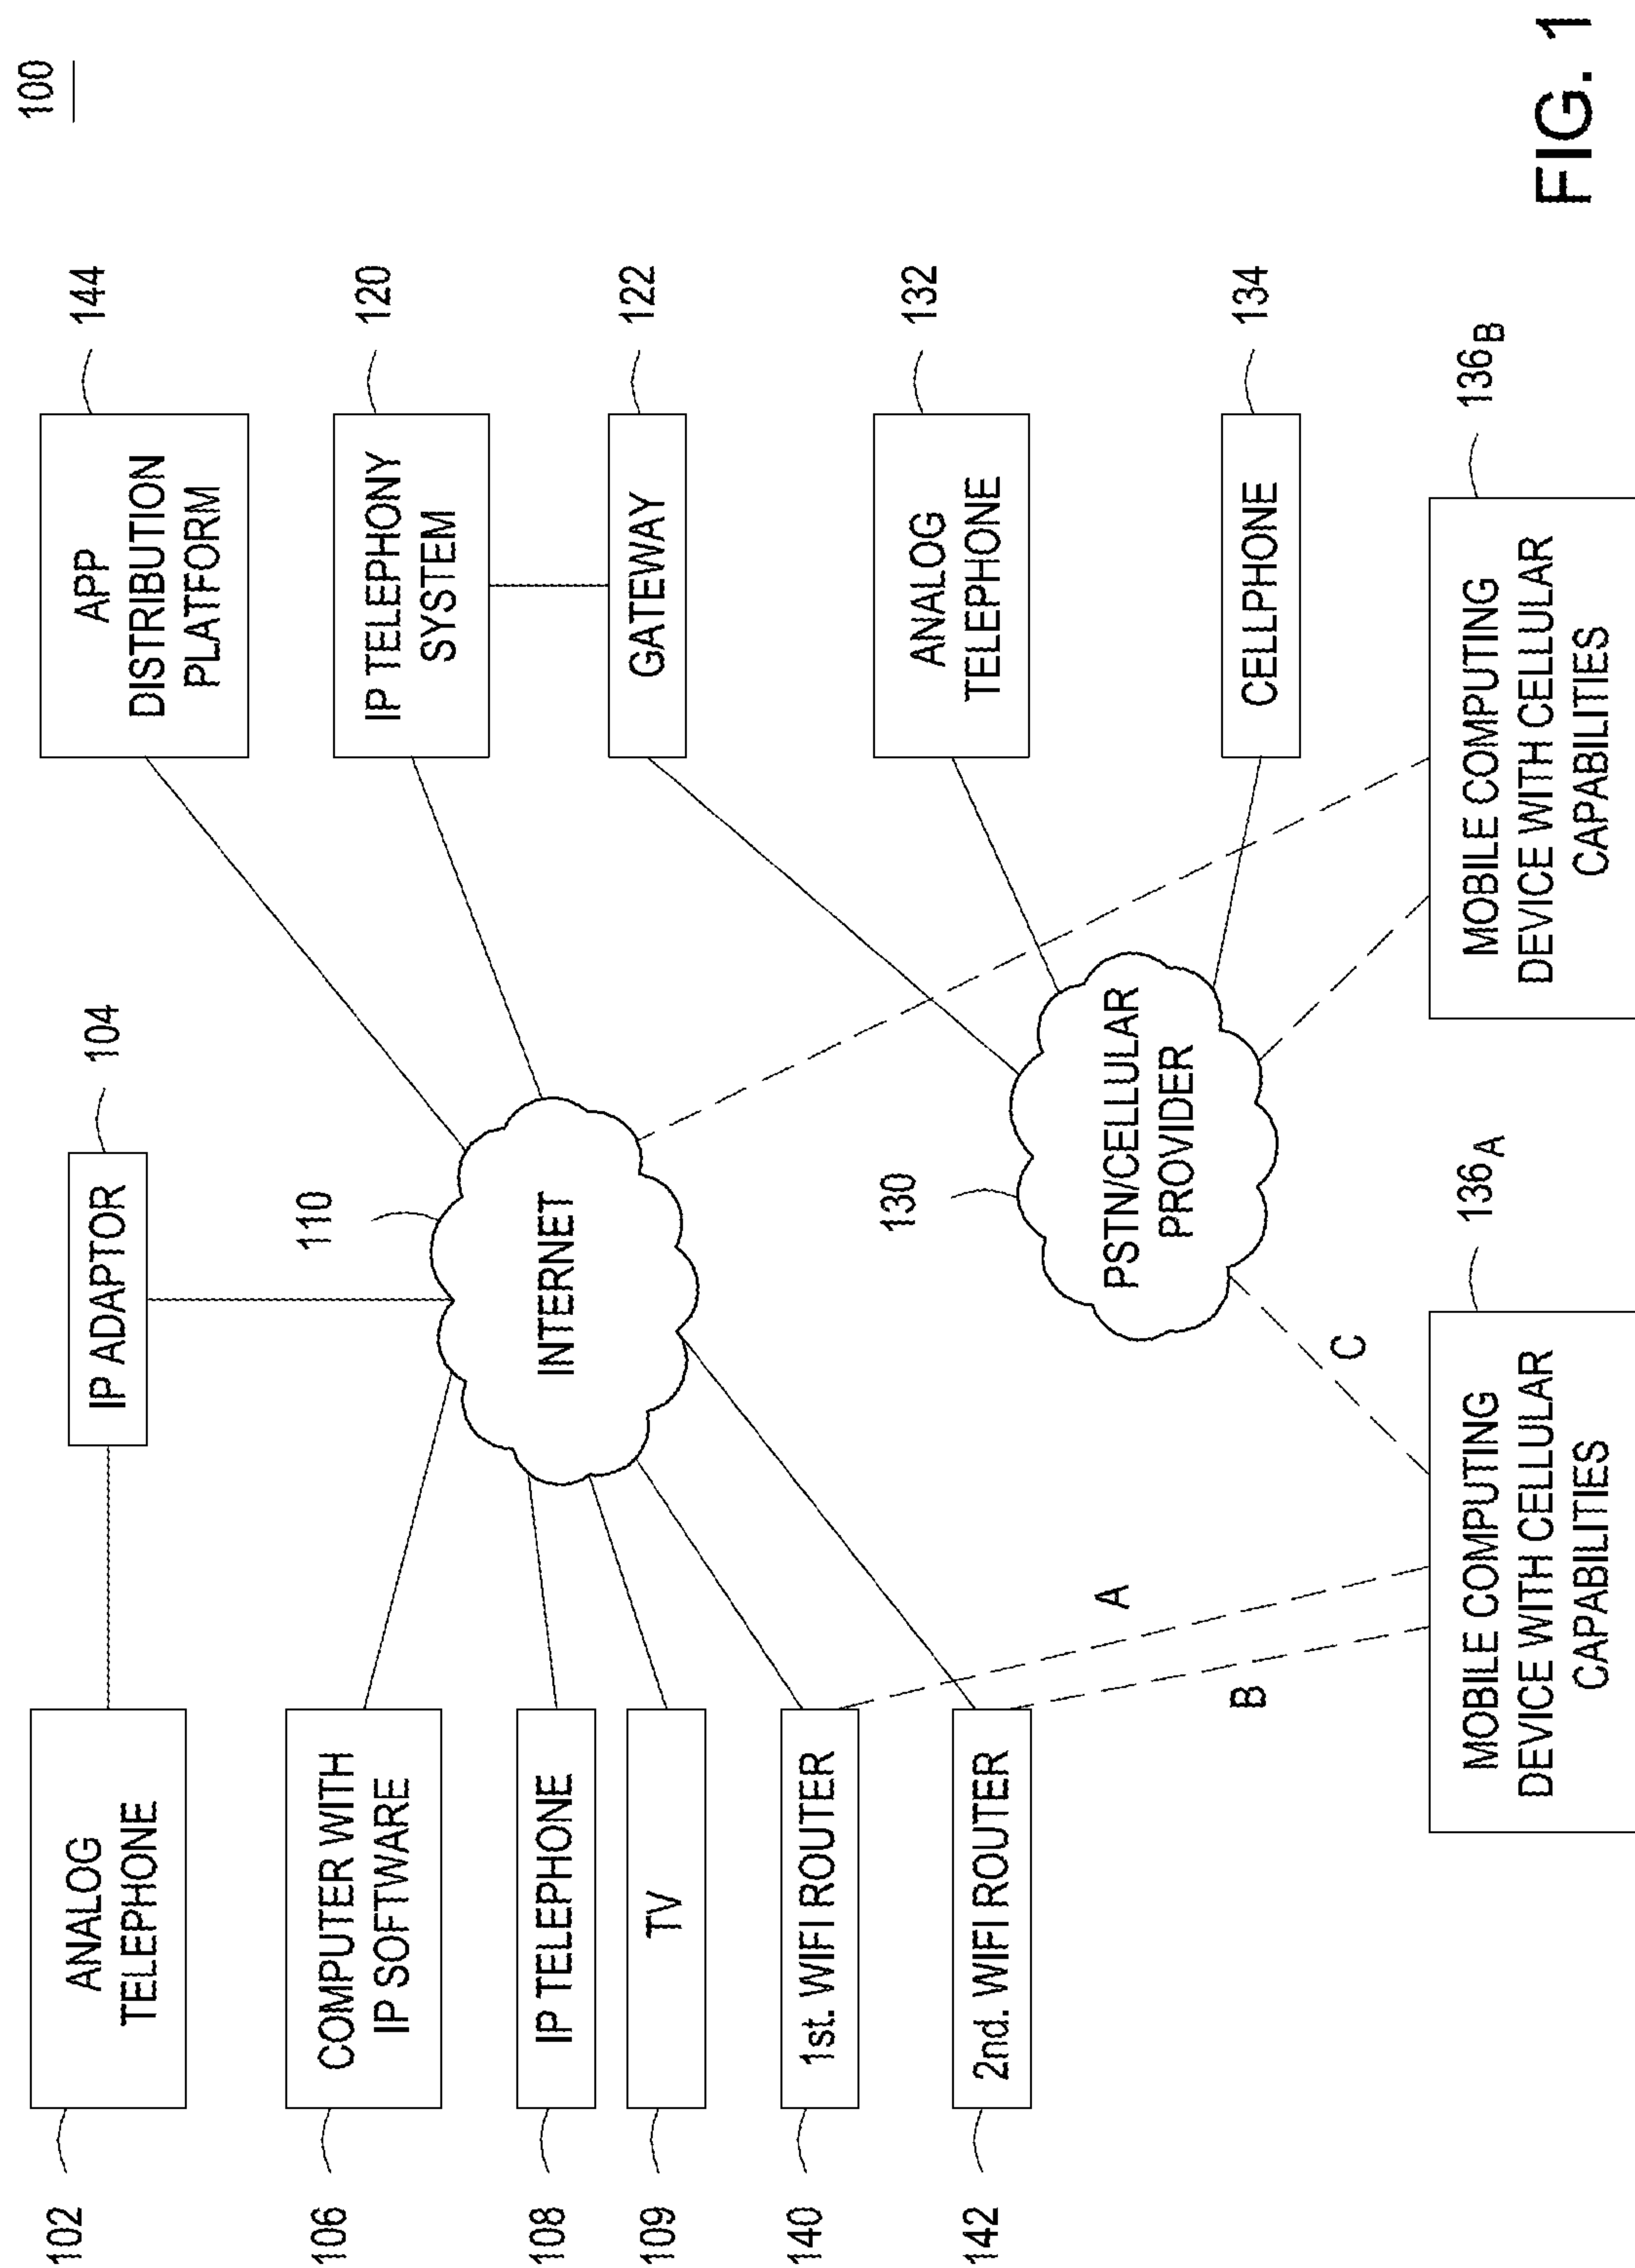 100
102
ANALOG
TELEPHONE
IP ADAPTOR
104
APP
DISTRIBUTION
PLATFORM
144
106
COMPUTER WITH
IP SOFTWARE
110
INTERNET
IP TELEPHONY
SYSTEM
120
108
IP TELEPHONE
109
TV
GATEWAY
122
140
1st. WIFI ROUTER
142
2nd. WIFI ROUTER
130
PSTN/CELLULAR
PROVIDER
ANALOG
TELEPHONE
132
A
B
C
CELLPHONE
134
MOBILE COMPUTING
DEVICE WITH CELLULAR
CAPABILITIES
136A
MOBILE COMPUTING
DEVICE WITH CELLULAR
CAPABILITIES
136B
FIG. 1